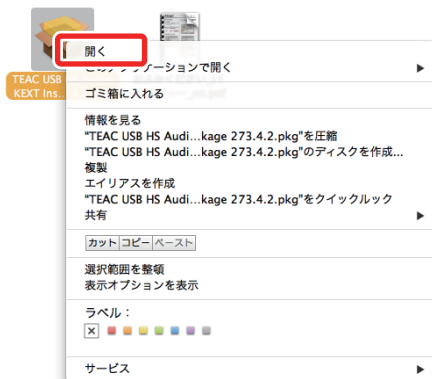 TEAC USB
KEXT Ins...
開く
このアプリケーションで開く
ゴミ箱に入れる
情報を見る
"TEAC USB HS Audi...kage 273.4.2.pkg"を圧縮
"TEAC USB HS Audi...kage 273.4.2.pkg"のディスクを作成...
複製
エイリアスを作成
"TEAC USB HS Audi...kage 273.4.2.pkg"をクイックルック
共有
カット コピー ペースト
選択範囲を整頓
表示オプションを表示
ラベル：
×
サービス